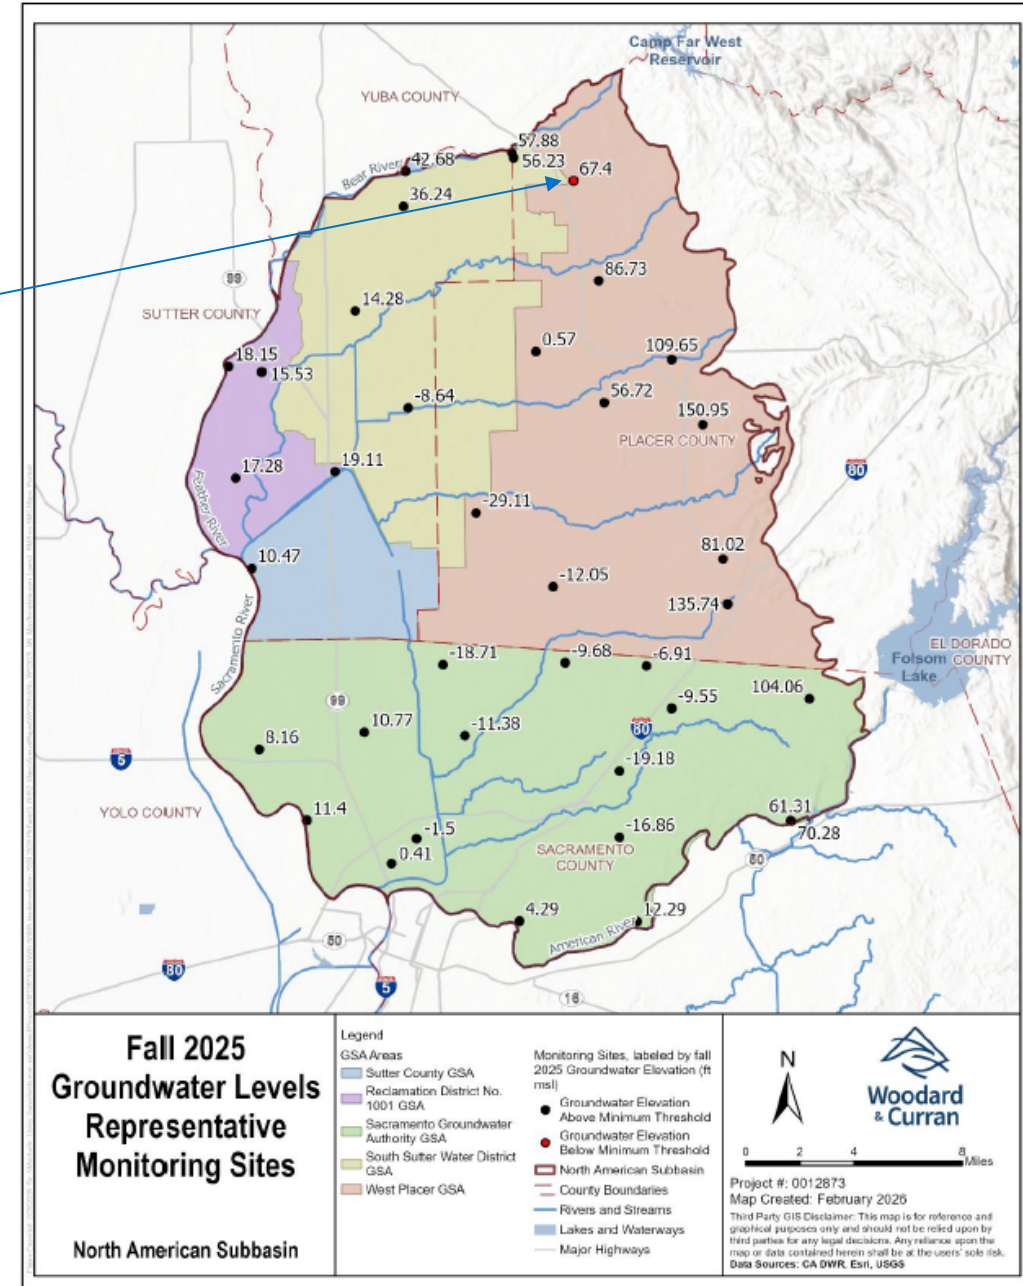 Camp Far West
Reservoir
YUBA COUNTY
57.88
42.68
56.23
67.4
Bear River
36.24
86.73
99
14.28
SUTTER COUNTY
0.57
109.65
18.15
15.53
-8.64
56.72
150.95
PLACER COUNTY
19.11
17.28
80
-29.11
Feather River
81.02
10.47
-12.05
135.74
Sacramento River
-18.71
-9.68
-6.91
EL DORADO
COUNTY
Folsom
Lake
104.06
-9.55
99
10.77
-11.38
80
8.16
5
-19.18
YOLO COUNTY
11.4
61.31
-1.5
-16.86
70.28
0.41
SACRAMENTO
COUNTY
50
4.29
12.29
American River
50
80
5
16
Fall 2025
Groundwater Levels
Representative
Monitoring Sites
North American Subbasin
Legend
GSA Areas
Sutter County GSA
Reclamation District No.
1001 GSA
Sacramento Groundwater
Authority GSA
South Sutter Water District
GSA
West Placer GSA
Monitoring Sites, labeled by fall
2025 Groundwater Elevation (ft
msl)
Groundwater Elevation
Above Minimum Threshold
Groundwater Elevation
Below Minimum Threshold
North American Subbasin
County Boundaries
Rivers and Streams
Lakes and Waterways
Major Highways
N
Woodard
& Curran
0 2 4 8
Miles
Project #: 0012873
Map Created: February 2026
Third Party GIS Disclaimer: This map is for reference and
graphical purposes only and should not be relied upon by
third parties for any legal decisions. Any reliance upon the
map or data contained herein shall be at the users' sole risk.
Data Sources: CA DWR, Esri, USGS